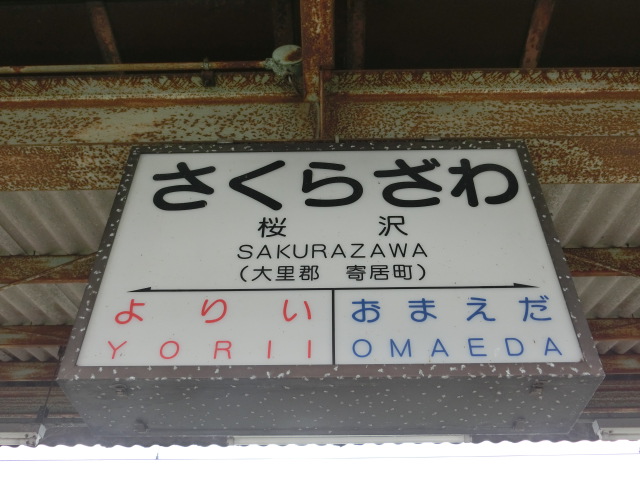 さくらざわ
桜沢
SAKURAZAWA
(大里郡 寄居町)
よりい おまえだ
YORII OMAEDA